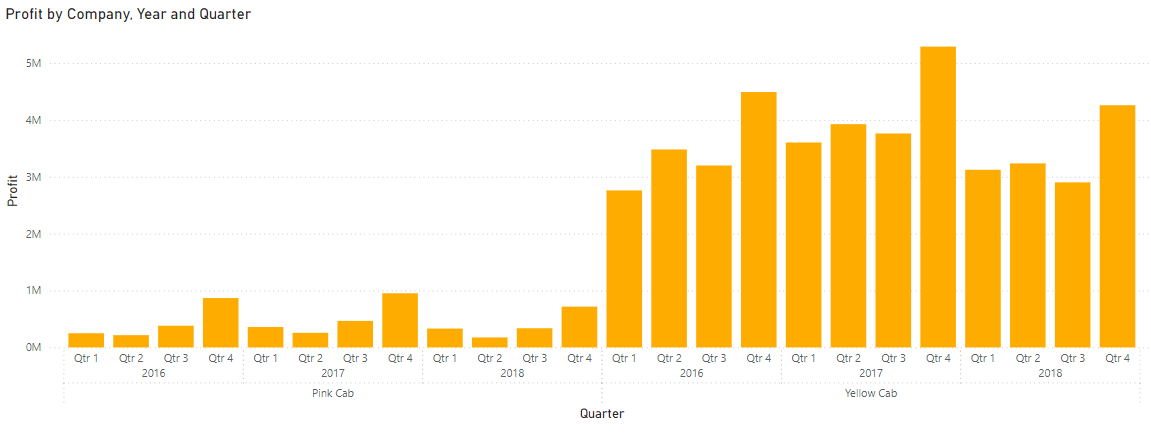 Profit by Company, Year and Quarter
5M
4M
3M
2M
1M
0M
Profit
Qtr 1 Qtr 2 Qtr 3 Qtr 4 Qtr 1 Qtr 2 Qtr 3 Qtr 4 Qtr 1 Qtr 2 Qtr 3 Qtr 4 Qtr 1 Qtr 2 Qtr 3 Qtr 4 Qtr 1 Qtr 2 Qtr 3 Qtr 4 Qtr 1 Qtr 2 Qtr 3 Qtr 4
2016 2017 2018 2016 2017 2018
Pink Cab Yellow Cab
Quarter